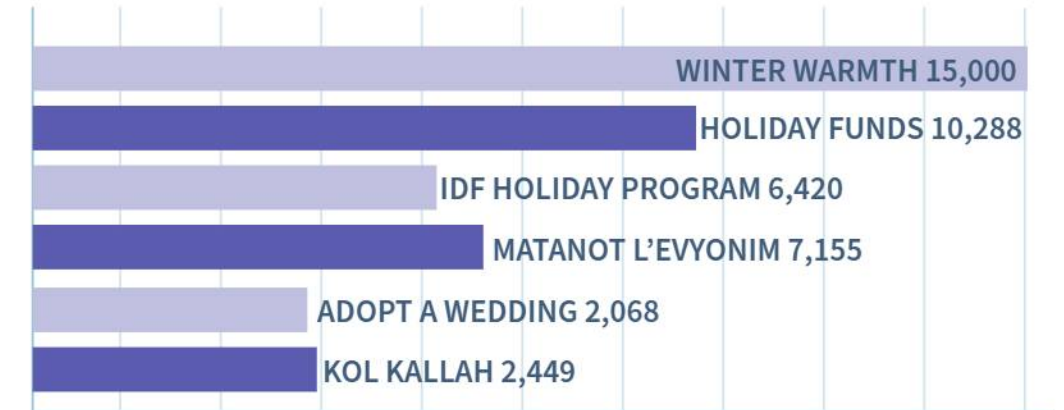 WINTER WARMTH 15,000
HOLIDAY FUNDS 10,288
IDF HOLIDAY PROGRAM 6,420
MATANOT L’EVYONIM 7,155
ADOPT A WEDDING 2,068
KOL KALLAH 2,449